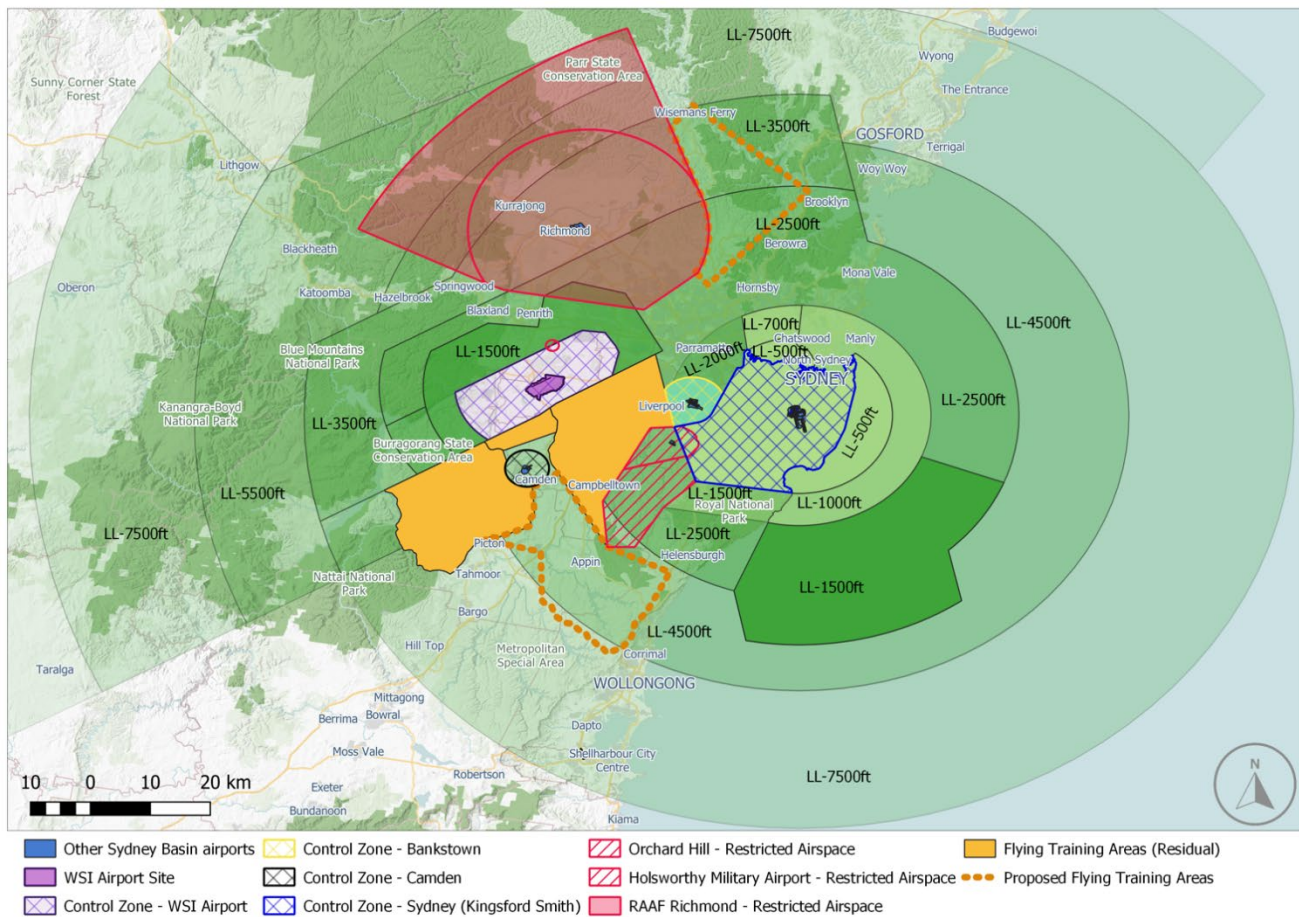 LL-7500ft
Budgewoi
Wyong
Parr State
Conservation Area
Sunny Corner State
Forest
The Entrance
Wisemans Ferry
LL-3500ft
GOSFORD
Terrigal
Lithgow
Woy Woy
Kurrajong
Brooklyn
Richmond
LL-2500ft
Berowra
Blackheath
Mona Vale
Oberon
Katoomba
Hazelbrook
Springwood
Hornsby
Blaxland
Penrith
LL-4500ft
LL-700ft
Chatswood
Manly
Blue Mountains
National Park
LL-1500ft
Parramatta
LL-2000ft
LL-500ft
North Sydney
SYDNEY
Kanangra-Boyd
National Park
Liverpool
LL-2500ft
LL-3500ft
LL-500ft
Burragorang State
Conservation Area
Camden
Campbelltown
LL-5500ft
LL-1500ft
Royal National
Park
LL-1000ft
LL-7500ft
LL-2500ft
Picton
Helensburgh
Appin
Nattai National
Park
Tahmoor
LL-1500ft
Bargo
LL-4500ft
Hill Top
Metropolitan
Special Area
Corrimal
Taralga
WOLLONGONG
Mittagong
Berrima
Bowral
Dapto
Moss Vale
Shellharbour City
Centre
Robertson
LL-7500ft
Exeter
Bundanoon
Kiama
10 0 10 20 km
N
Other Sydney Basin airports
Control Zone - Bankstown
Orchard Hill - Restricted Airspace
Flying Training Areas (Residual)
WSI Airport Site
Control Zone - Camden
Holsworthy Military Airport - Restricted Airspace
Proposed Flying Training Areas
Control Zone - WSI Airport
Control Zone - Sydney (Kingsford Smith)
RAAF Richmond - Restricted Airspace